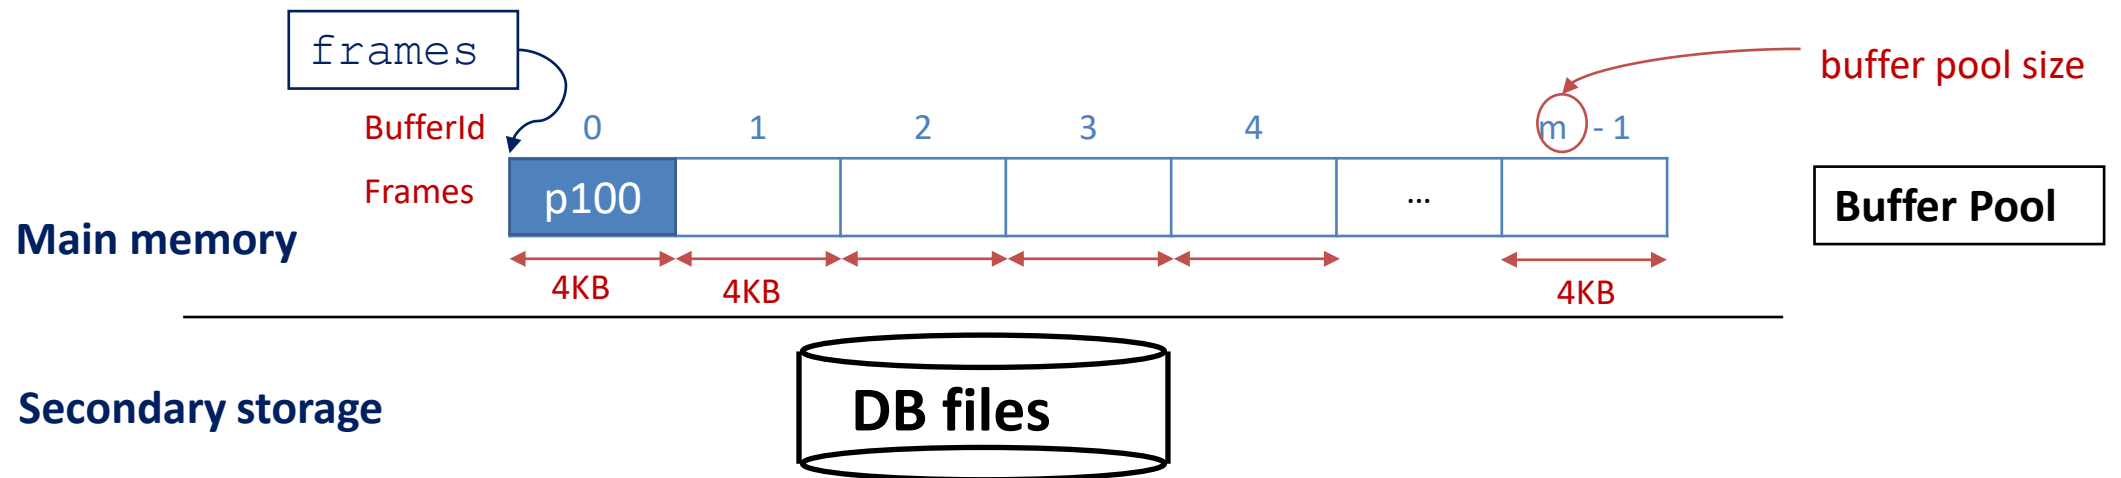 frames
buffer pool size
BufferId 0 1 2 3 4 m - 1
Frames p100 ...
Buffer Pool
Main memory
4KB 4KB 4KB
Secondary storage
DB files